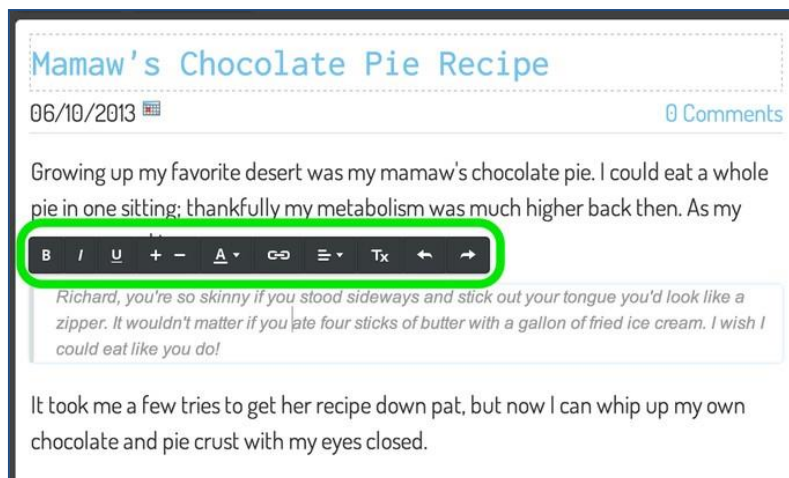 Mamaw's Chocolate Pie Recipe
06/10/2013 0 Comments
Growing up my favorite desert was my mamaw's chocolate pie. I could eat a whole
pie in one sitting; thankfully my metabolism was much higher back then. As my
B I U + − A Tx
Richard, you're so skinny if you stood sideways and stick out your tongue you'd look like a
zipper. It wouldn't matter if you ate four sticks of butter with a gallon of fried ice cream. I wish I
could eat like you do!
It took me a few tries to get her recipe down pat, but now I can whip up my own
chocolate and pie crust with my eyes closed.